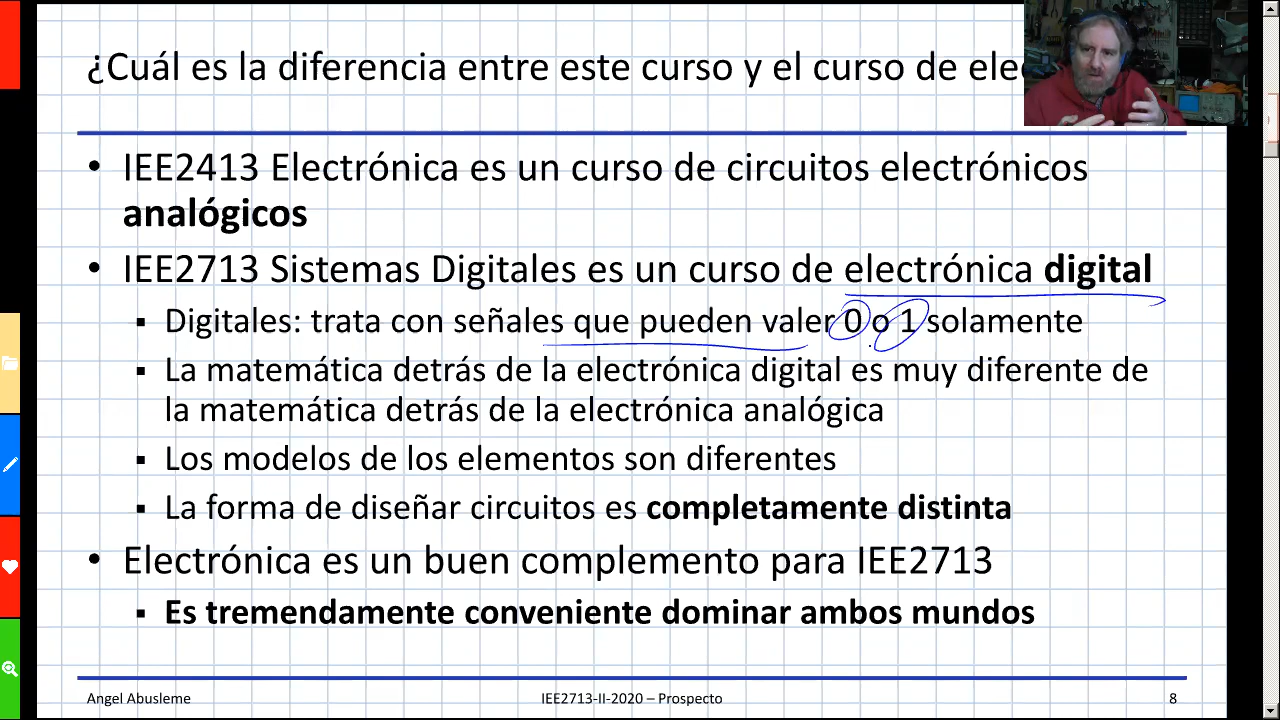 ¿Cuál es la diferencia entre este curso y el curso de
• IEE2413 Electrónica es un curso de circuitos electrónicos
analógicos
• IEE2713 Sistemas Digitales es un curso de electrónica digital
▪ Digitales: trata con señales que pueden valer 0 o 1 solamente
▪ La matemática detrás de la electrónica digital es muy diferente de
la matemática detrás de la electrónica analógica
▪ Los modelos de los elementos son diferentes
▪ La forma de diseñar circuitos es completamente distinta
• Electrónica es un buen complemento para IEE2713
▪ Es tremendamente conveniente dominar ambos mundos
Angel Abusleme IEE2713-II-2020 – Prospecto 8